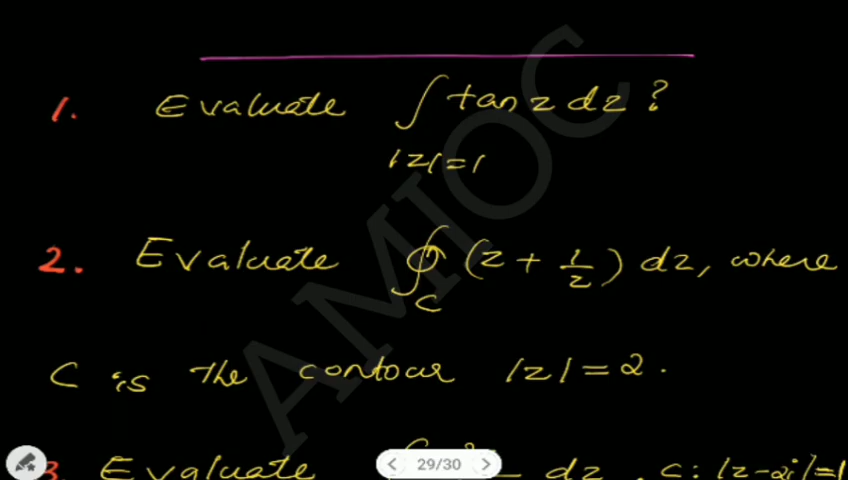 1. Evaluate ∫ tan z dz ?
|z|=1
2. Evaluate ∮ (z + 1/z) dz, where
C
C is the contour |z| = 2.
3. Evaluate dz, C: |z-2i|=1
29/30
AMIOC